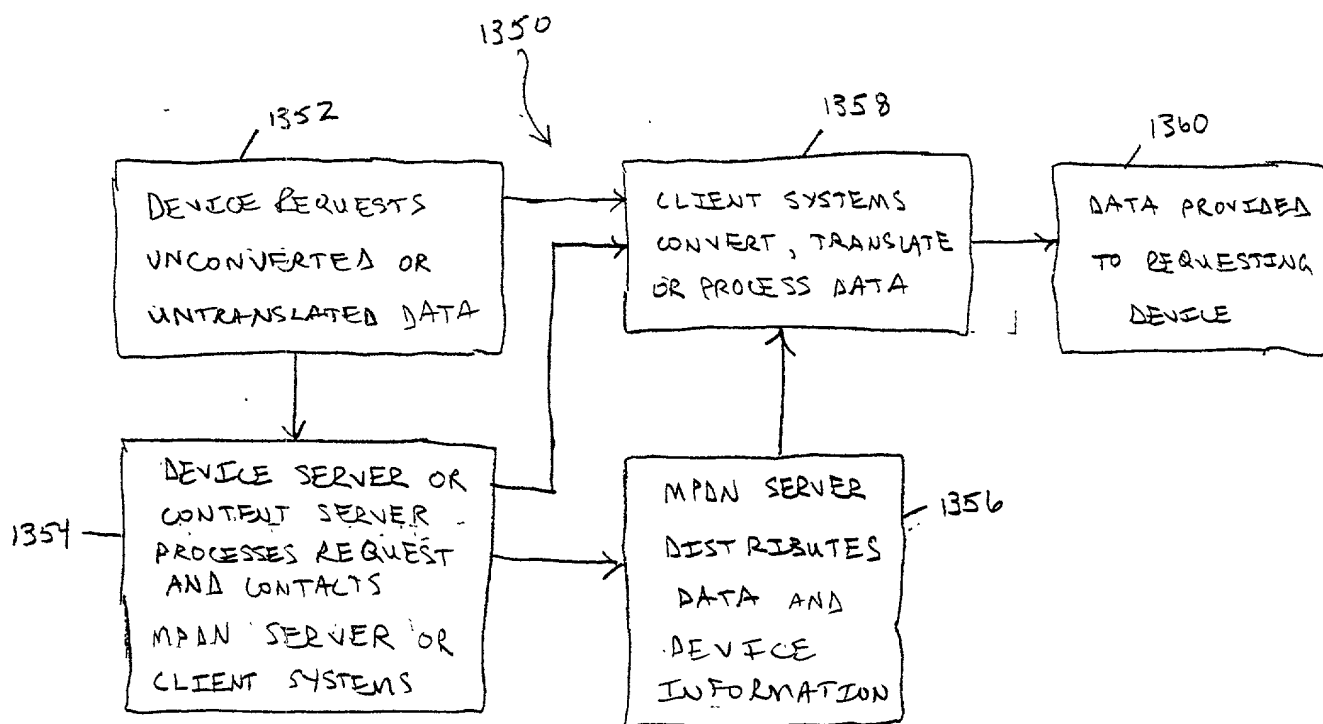 1350
1352
DEVICE REQUESTS
UNCONVERTED OR
UNTRANSLATED DATA
1358
CLIENT SYSTEMS
CONVERT, TRANSLATE
OR PROCESS DATA
1360
DATA PROVIDED
TO REQUESTING
DEVICE
1354
DEVICE SERVER OR
CONTENT SERVER
PROCESSES REQUEST
AND CONTACTS
MPDN SERVER OR
CLIENT SYSTEMS
1356
MPDN SERVER
DISTRIBUTES
DATA AND
DEVICE
INFORMATION